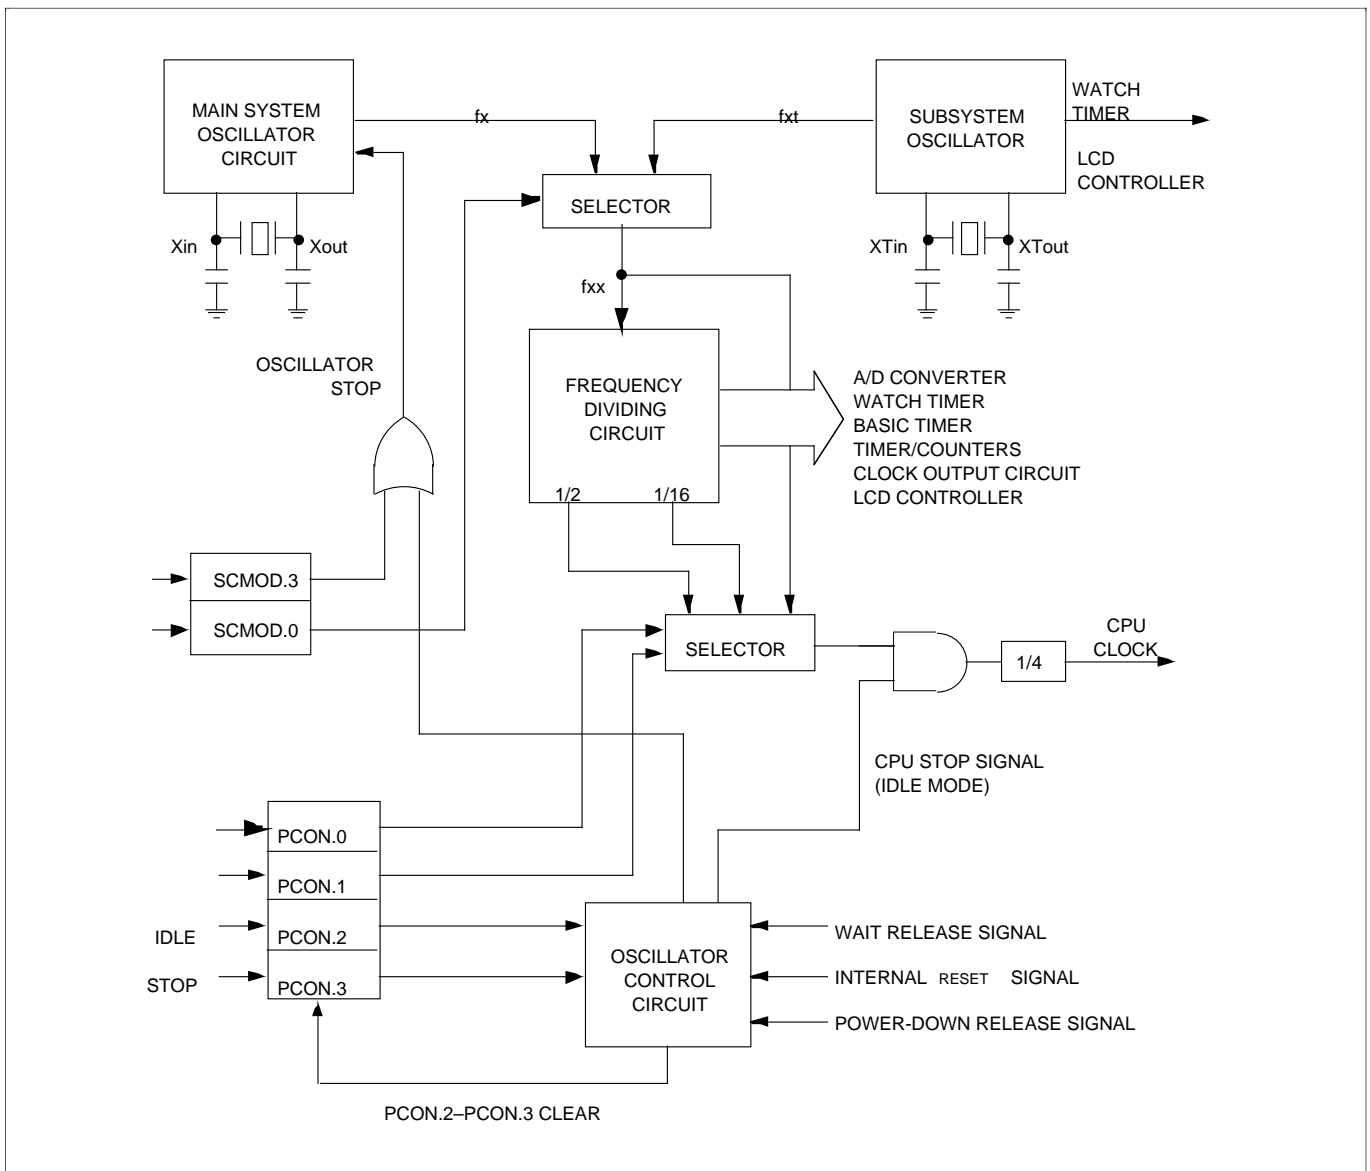 MAIN SYSTEM
OSCILLATOR
CIRCUIT
fx
fxt
SUBSYSTEM
OSCILLATOR
WATCH
TIMER
LCD
CONTROLLER
SELECTOR
Xin
Xout
XTin
XTout
fxx
OSCILLATOR
STOP
FREQUENCY
DIVIDING
CIRCUIT
1/2
1/16
A/D CONVERTER
WATCH TIMER
BASIC TIMER
TIMER/COUNTERS
CLOCK OUTPUT CIRCUIT
LCD CONTROLLER
SCMOD.3
SCMOD.0
SELECTOR
1/4
CPU
CLOCK
CPU STOP SIGNAL
(IDLE MODE)
PCON.0
PCON.1
IDLE
PCON.2
STOP
PCON.3
OSCILLATOR
CONTROL
CIRCUIT
WAIT RELEASE SIGNAL
INTERNAL RESET SIGNAL
POWER-DOWN RELEASE SIGNAL
PCON.2–PCON.3 CLEAR